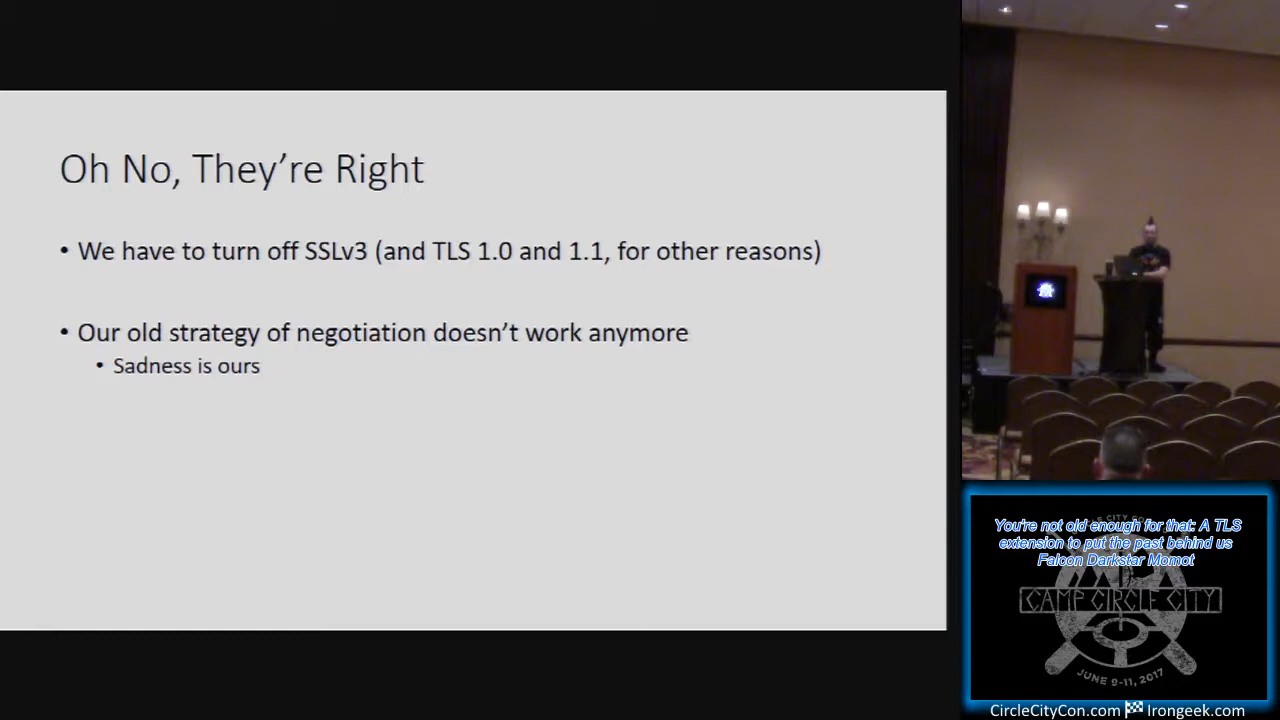 Oh No, They're Right
• We have to turn off SSLv3 (and TLS 1.0 and 1.1, for other reasons)
• Our old strategy of negotiation doesn't work anymore
• Sadness is ours
You're not old enough for that: A TLS
extension to put the past behind us
Falcon Darkstar Momot
CAMP CIRCLE CITY
JUNE 9-11, 2017
CircleCityCon.com Irongeek.com